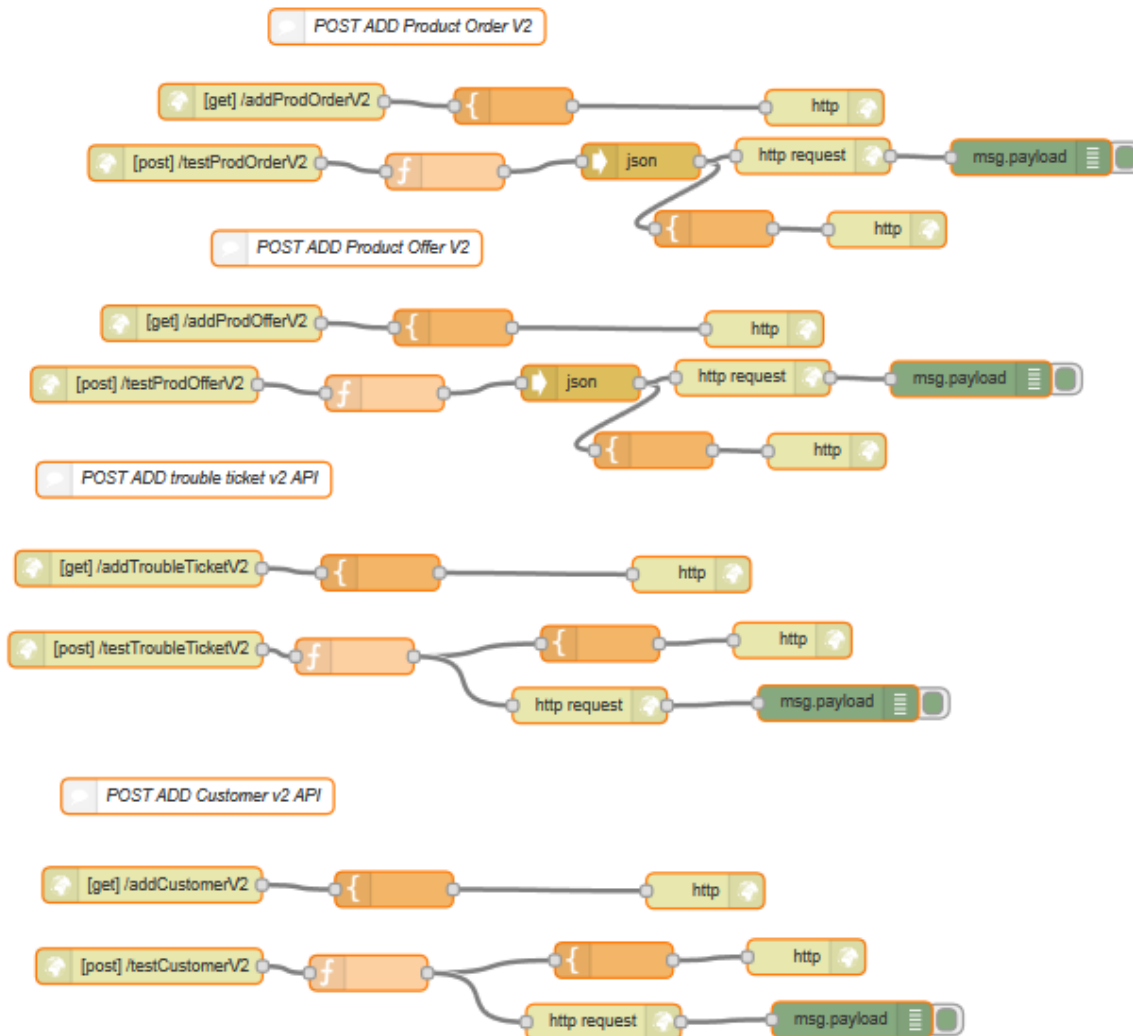 POST ADD Product Order V2
[get] /addProdOrderV2
{
http
[post] /testProdOrderV2
f
json
http request
msg.payload
{
http
POST ADD Product Offer V2
[get] /addProdOfferV2
{
http
[post] /testProdOfferV2
f
json
http request
msg.payload
{
http
POST ADD trouble ticket v2 API
[get] /addTroubleTicketV2
{
http
[post] /testTroubleTicketV2
f
{
http
http request
msg.payload
POST ADD Customer v2 API
[get] /addCustomerV2
{
http
[post] /testCustomerV2
f
{
http
http request
msg.payload